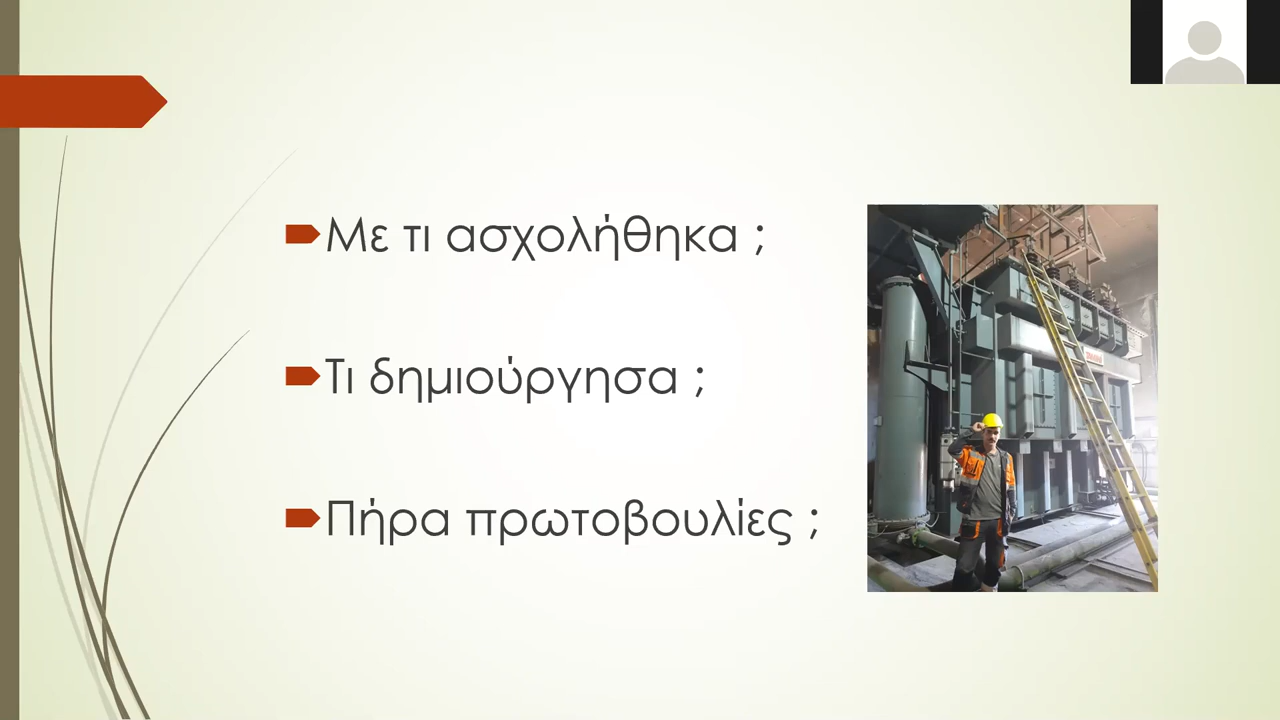 Με τι ασχολήθηκα ;
Τι δημιούργησα ;
Πήρα πρωτοβουλίες ;